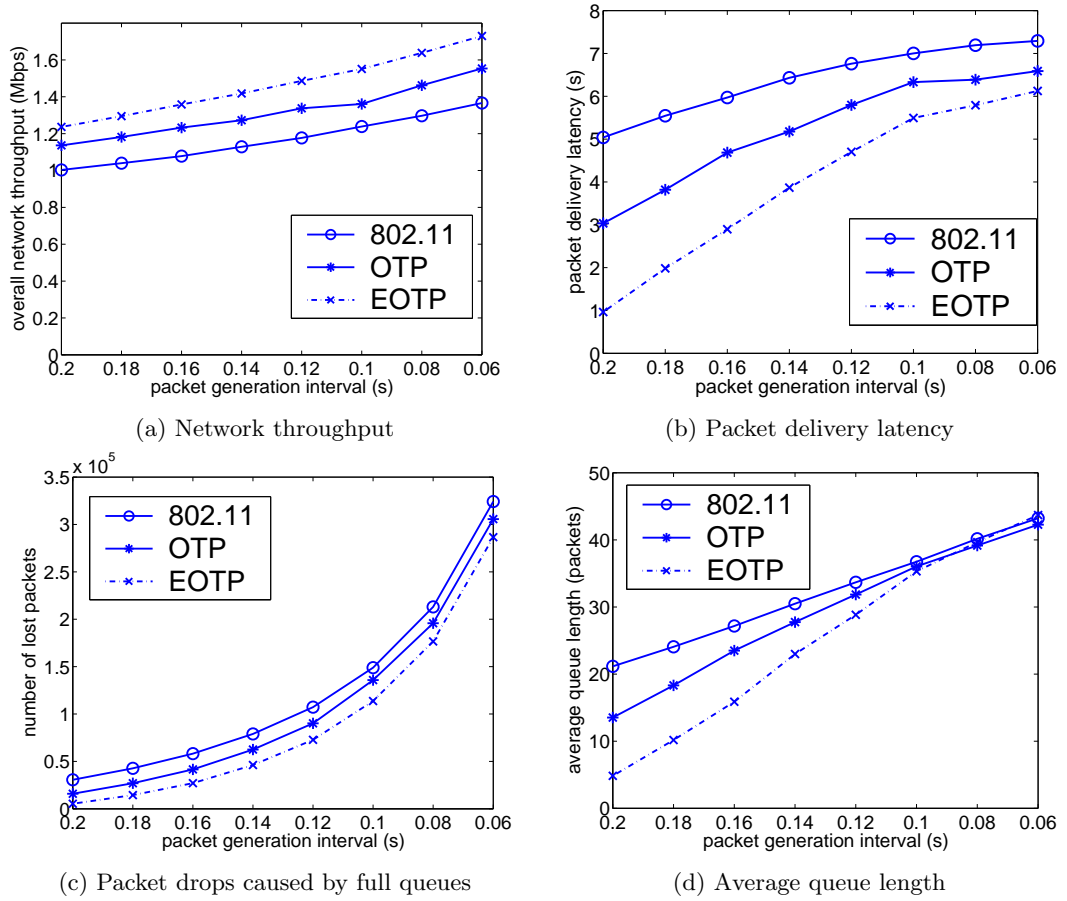 overall network throughput (Mbps)
1.6
1.4
1.2
1
0.8
0.6
0.4
0.2
0
802.11
OTP
EOTP
0.2 0.18 0.16 0.14 0.12 0.1 0.08 0.06
packet generation interval (s)
(a) Network throughput
packet delivery latency (s)
8
7
6
5
4
3
2
1
0
802.11
OTP
EOTP
0.2 0.18 0.16 0.14 0.12 0.1 0.08 0.06
packet generation interval (s)
(b) Packet delivery latency
number of lost packets
x 10^5
3.5
3
2.5
2
1.5
1
0.5
0
802.11
OTP
EOTP
0.2 0.18 0.16 0.14 0.12 0.1 0.08 0.06
packet generation interval (s)
(c) Packet drops caused by full queues
average queue length (packets)
50
40
30
20
10
0
802.11
OTP
EOTP
0.2 0.18 0.16 0.14 0.12 0.1 0.08 0.06
packet generation interval (s)
(d) Average queue length